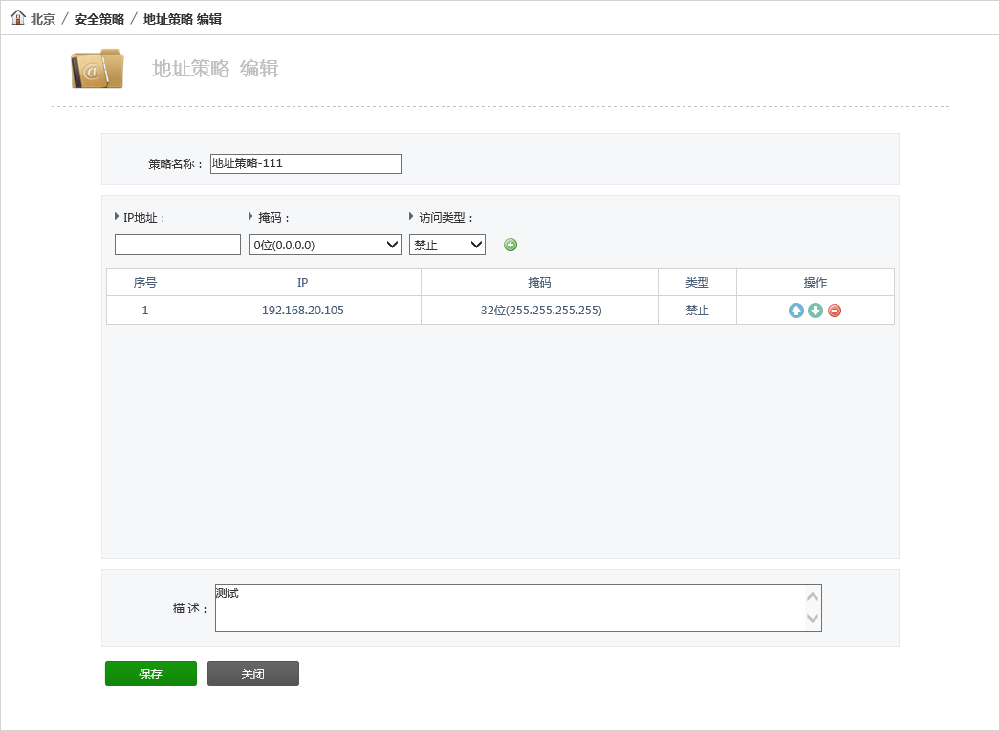 北京 / 安全策略 / 地址策略 编辑
地址策略 编辑
策略名称： 地址策略-111
IP地址： 掩码： 访问类型：
0位(0.0.0.0) 禁止
序号 IP 掩码 类型 操作
1 192.168.20.105 32位(255.255.255.255) 禁止
描 述： 测试
保存 关闭